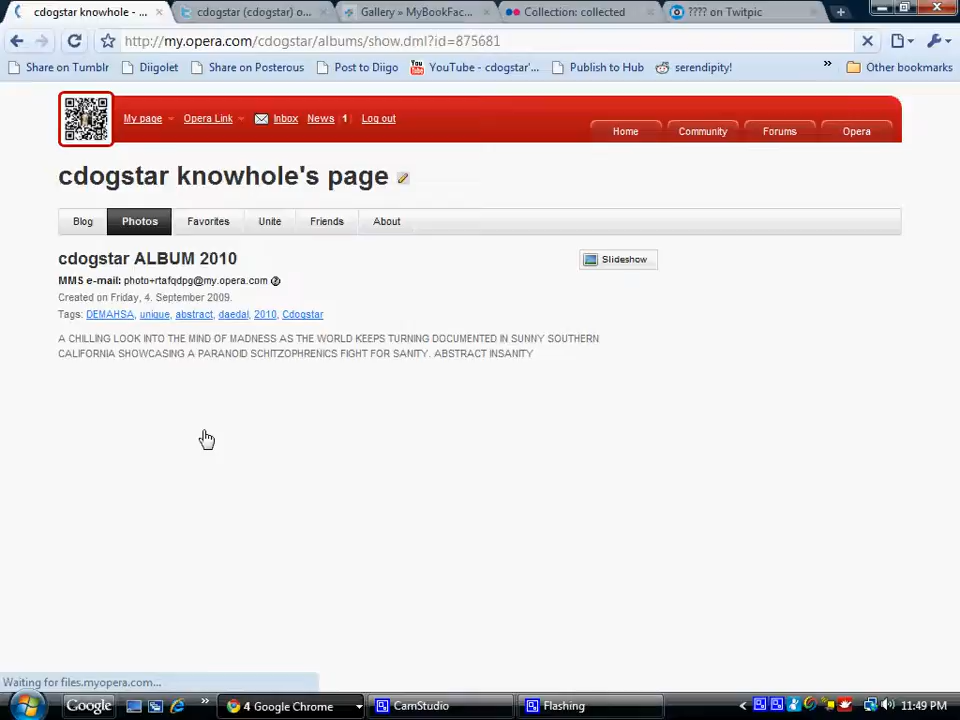 cdogstar knowhole - ...
cdogstar (cdogstar) o...
Gallery » MyBookFac...
Collection: collected
???? on Twitpic
http://my.opera.com/cdogstar/albums/show.dml?id=875681
Share on Tumblr
Diigolet
Share on Posterous
Post to Diigo
YouTube - cdogstar'...
Publish to Hub
serendipity!
»
Other bookmarks
My page
Opera Link
Inbox
News 1
Log out
Home
Community
Forums
Opera
cdogstar knowhole's page
Blog
Photos
Favorites
Unite
Friends
About
cdogstar ALBUM 2010
Slideshow
MMS e-mail: photo+rtafqdpg@my.opera.com
Created on Friday, 4. September 2009.
Tags: DEMAHSA, unique, abstract, daedal, 2010, Cdogstar
A CHILLING LOOK INTO THE MIND OF MADNESS AS THE WORLD KEEPS TURNING DOCUMENTED IN SUNNY SOUTHERN
CALIFORNIA SHOWCASING A PARANOID SCHITZOPHRENICS FIGHT FOR SANITY. ABSTRACT INSANITY
Waiting for files.myopera.com...
Google
»
4 Google Chrome
CamStudio
Flashing
11:49 PM